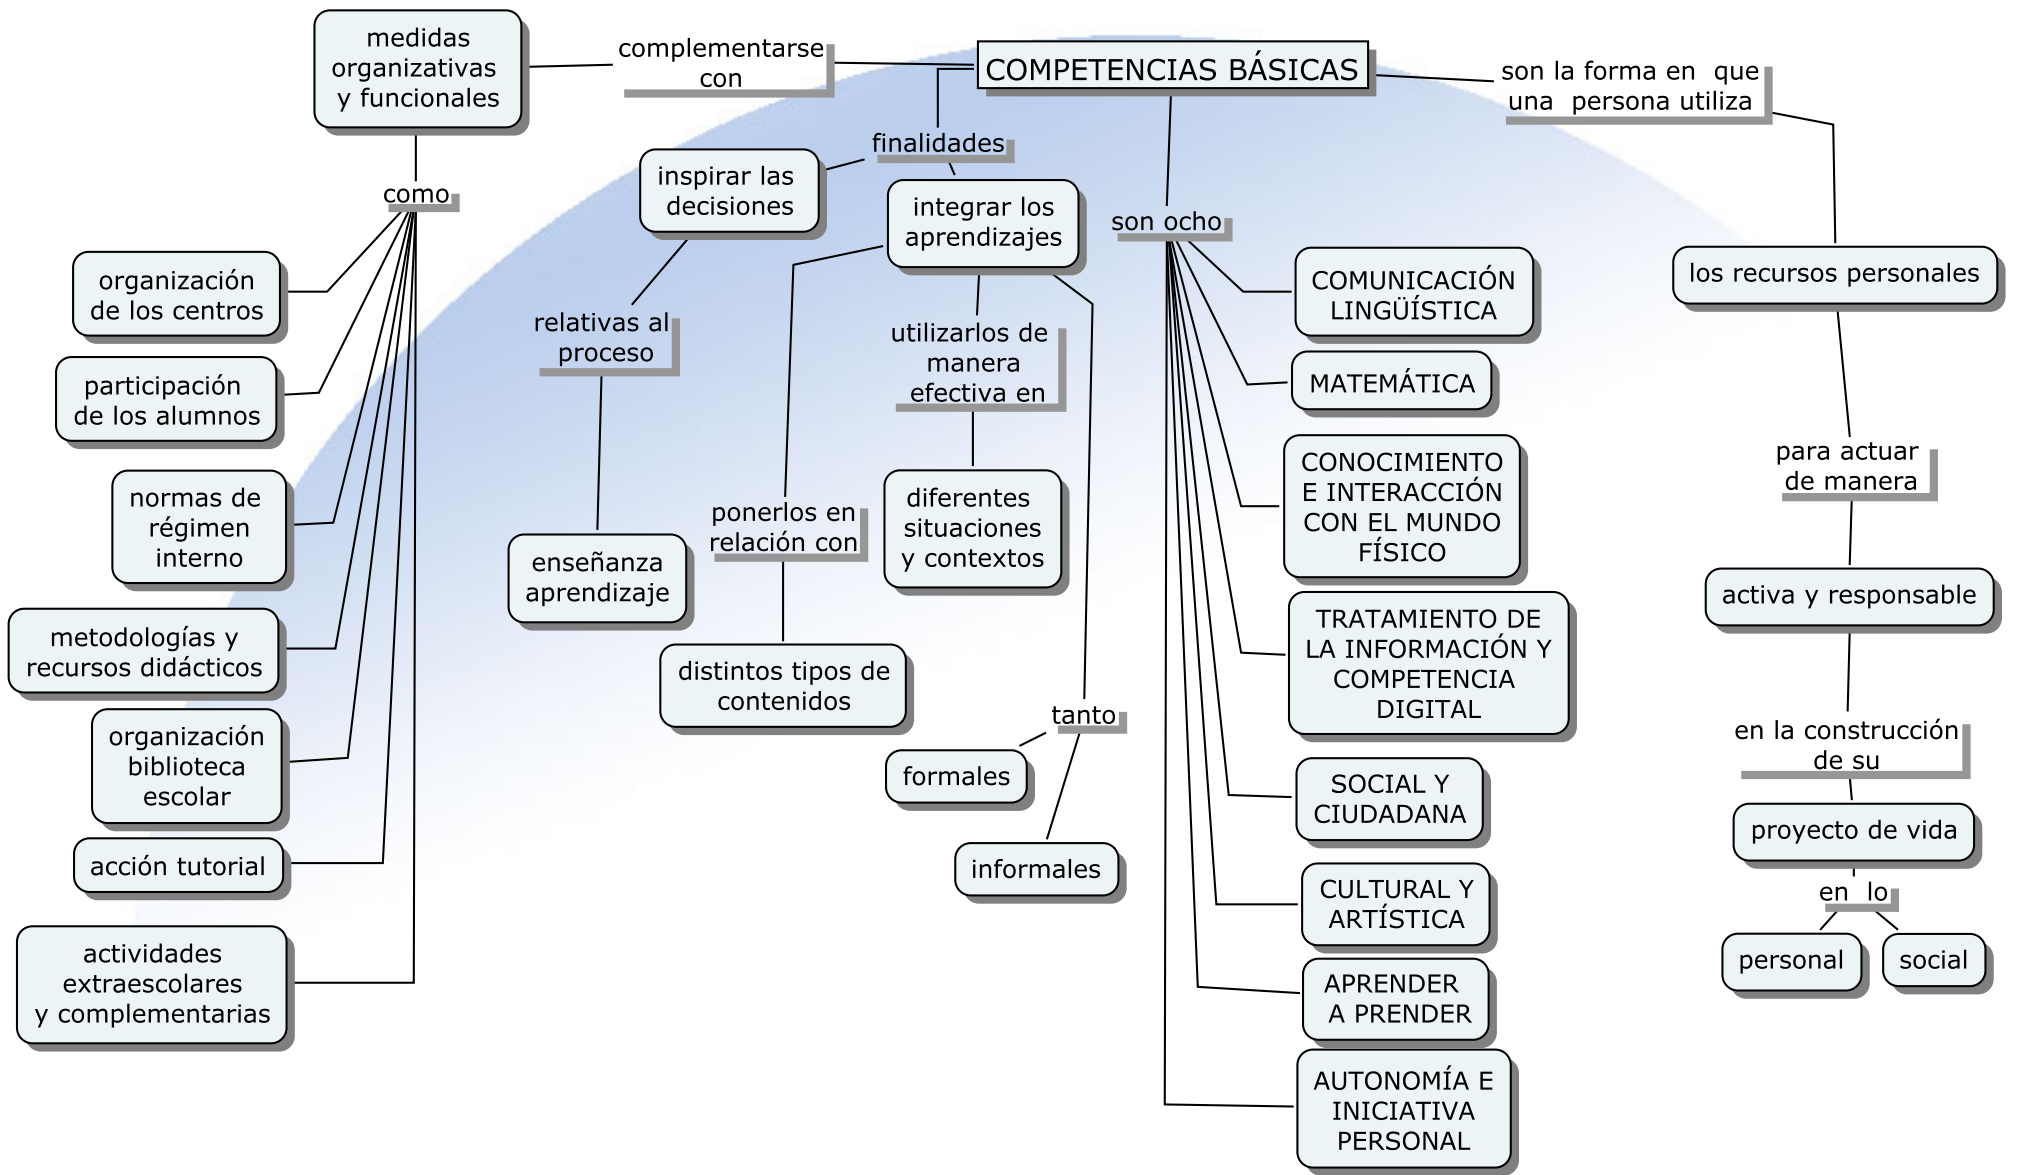 COMPETENCIAS BÁSICAS
complementarse
con
medidas
organizativas
y funcionales
como
organización
de los centros
participación
de los alumnos
normas de
régimen
interno
metodologías y
recursos didácticos
organización
biblioteca
escolar
acción tutorial
actividades
extraescolares
y complementarias
finalidades
inspirar las
decisiones
relativas al
proceso
enseñanza
aprendizaje
integrar los
aprendizajes
ponerlos en
relación con
distintos tipos de
contenidos
utilizarlos de
manera
efectiva en
diferentes
situaciones
y contextos
tanto
formales
informales
son ocho
COMUNICACIÓN
LINGÜÍSTICA
MATEMÁTICA
CONOCIMIENTO
E INTERACCIÓN
CON EL MUNDO
FÍSICO
TRATAMIENTO DE
LA INFORMACIÓN Y
COMPETENCIA
DIGITAL
SOCIAL Y
CIUDADANA
CULTURAL Y
ARTÍSTICA
APRENDER
A PRENDER
AUTONOMÍA E
INICIATIVA
PERSONAL
son la forma en que
una persona utiliza
los recursos personales
para actuar
de manera
activa y responsable
en la construcción
de su
proyecto de vida
en lo
personal
social